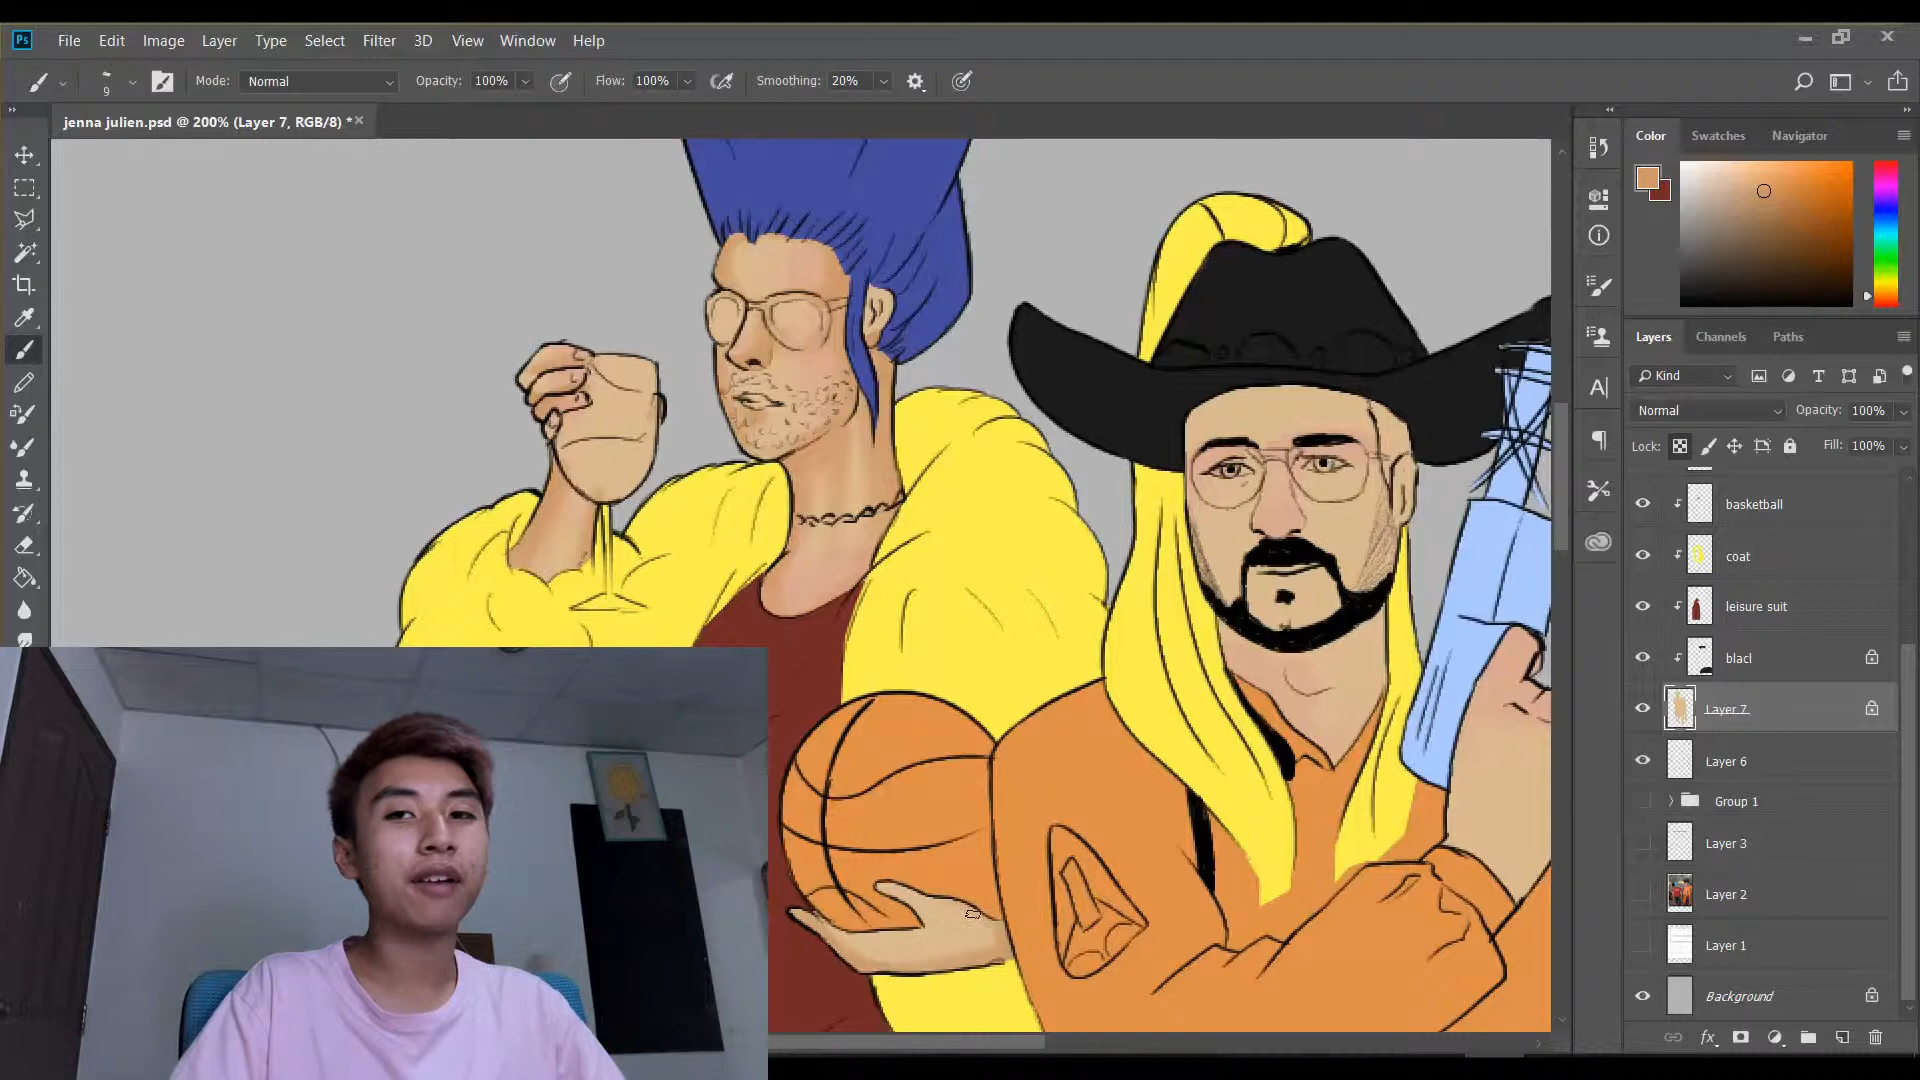 Ps File Edit Image Layer Type Select Filter 3D View Window Help
9 Mode: Normal Opacity: 100% Flow: 100% Smoothing: 20%
jenna julien.psd @ 200% (Layer 7, RGB/8) *
Color Swatches Navigator
Layers Channels Paths
Kind
Normal Opacity: 100%
Lock: Fill: 100%
basketball
coat
leisure suit
blacl
Layer 7
Layer 6
Group 1
Layer 3
Layer 2
Layer 1
Background
fx